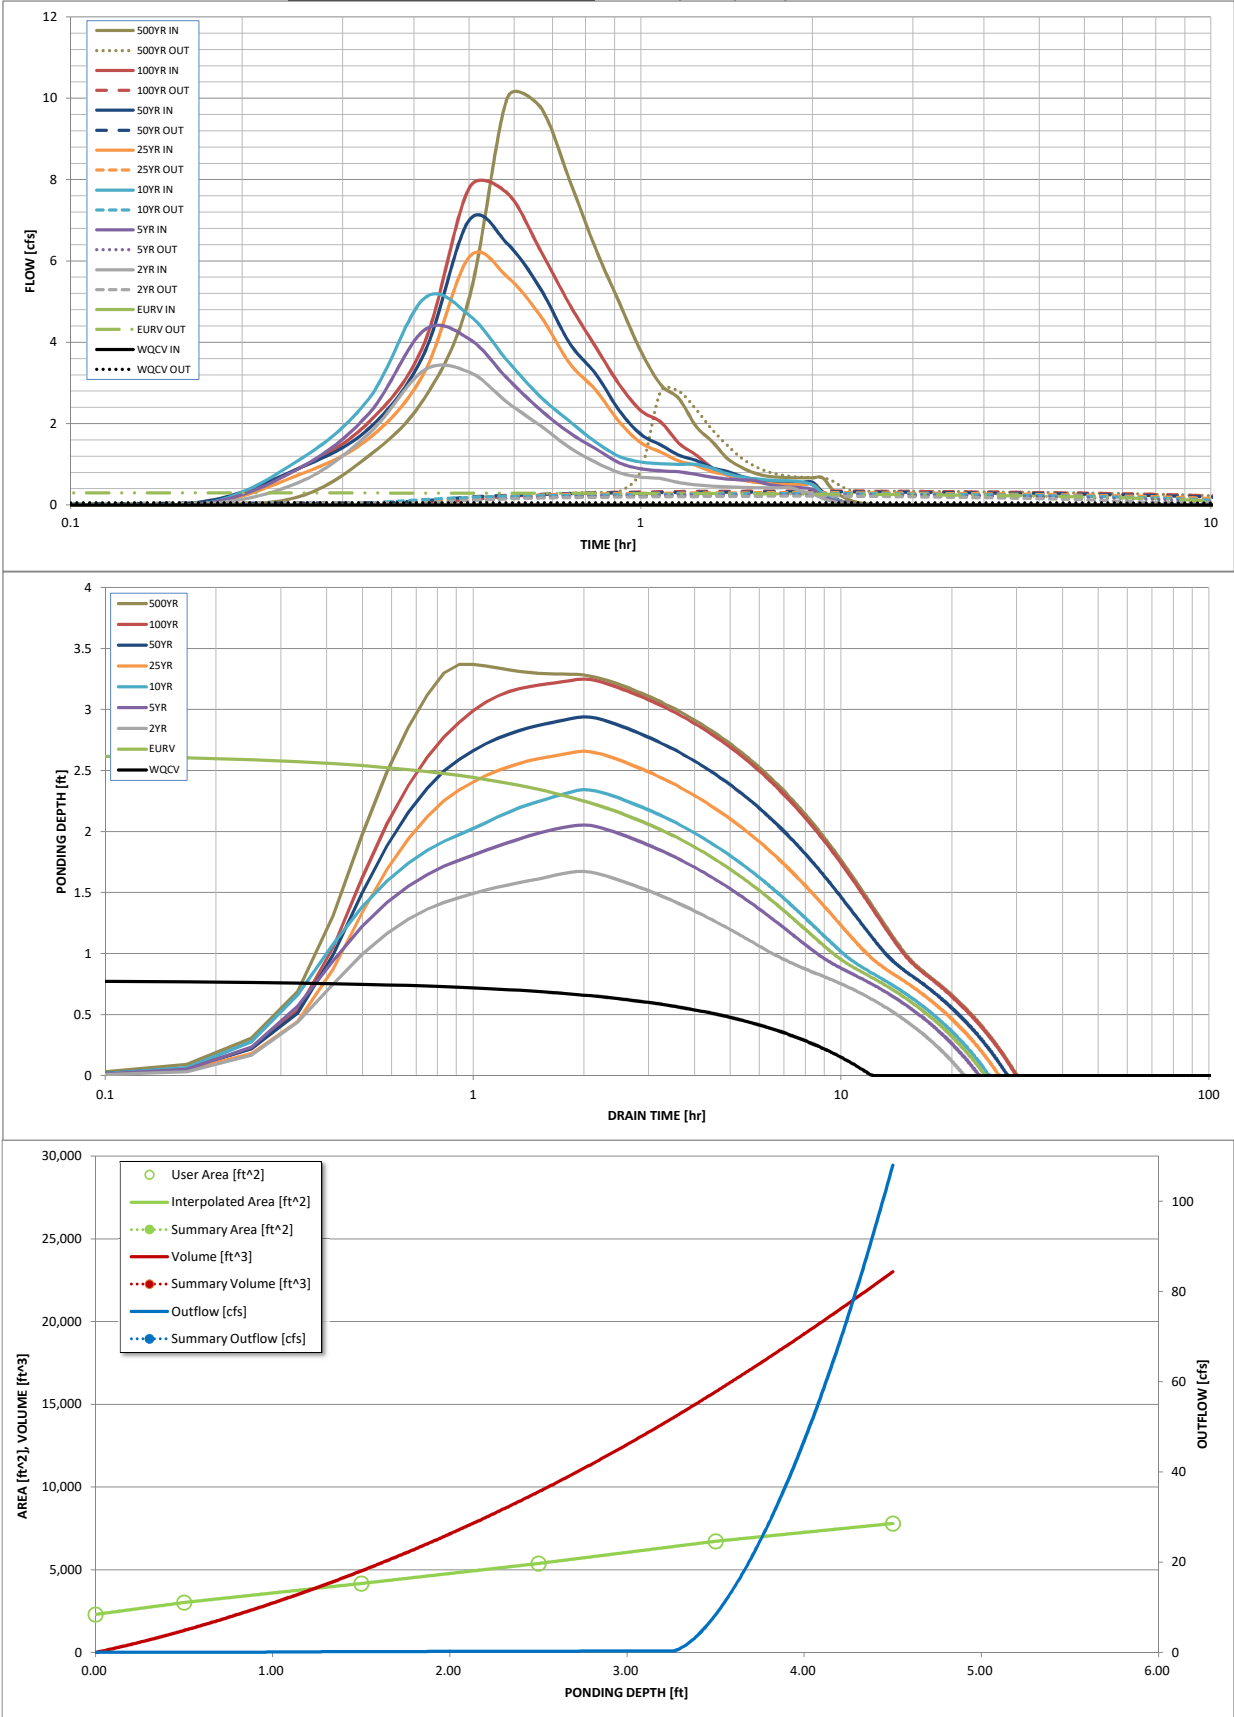 12
10
8
6
4
2
0
FLOW [cfs]
500YR IN
500YR OUT
100YR IN
100YR OUT
50YR IN
50YR OUT
25YR IN
25YR OUT
10YR IN
10YR OUT
5YR IN
5YR OUT
2YR IN
2YR OUT
EURV IN
EURV OUT
WQCV IN
WQCV OUT
0.1 1 10
TIME [hr]
4
3.5
3
2.5
2
1.5
1
0.5
0
PONDING DEPTH [ft]
500YR
100YR
50YR
25YR
10YR
5YR
2YR
EURV
WQCV
0.1 1 10 100
DRAIN TIME [hr]
30,000
25,000
20,000
15,000
10,000
5,000
0
AREA [ft^2], VOLUME [ft^3]
User Area [ft^2]
Interpolated Area [ft^2]
Summary Area [ft^2]
Volume [ft^3]
Summary Volume [ft^3]
Outflow [cfs]
Summary Outflow [cfs]
100
80
60
40
20
0
OUTFLOW [cfs]
0.00 1.00 2.00 3.00 4.00 5.00 6.00
PONDING DEPTH [ft]